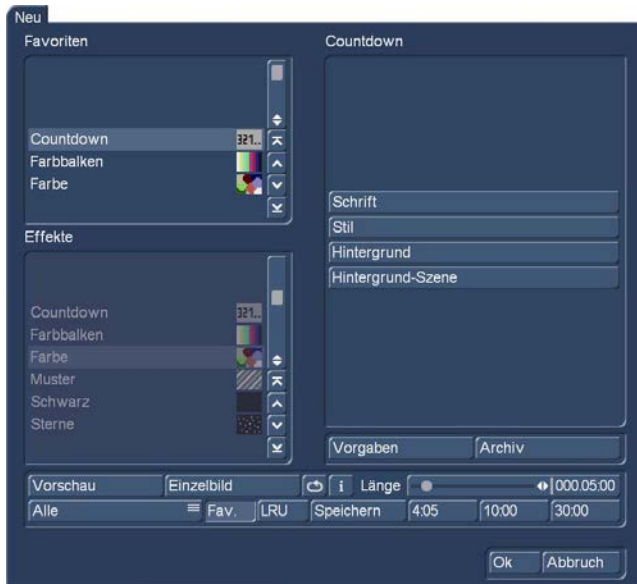 Neu
Favoriten
Countdown 321..
Farbbalken
Farbe
Effekte
Countdown 321..
Farbbalken
Farbe
Muster
Schwarz
Sterne
Countdown
Schrift
Stil
Hintergrund
Hintergrund-Szene
Vorgaben Archiv
Vorschau Einzelbild i Länge 000.05:00
Alle Fav. LRU Speichern 4:05 10:00 30:00
Ok Abbruch